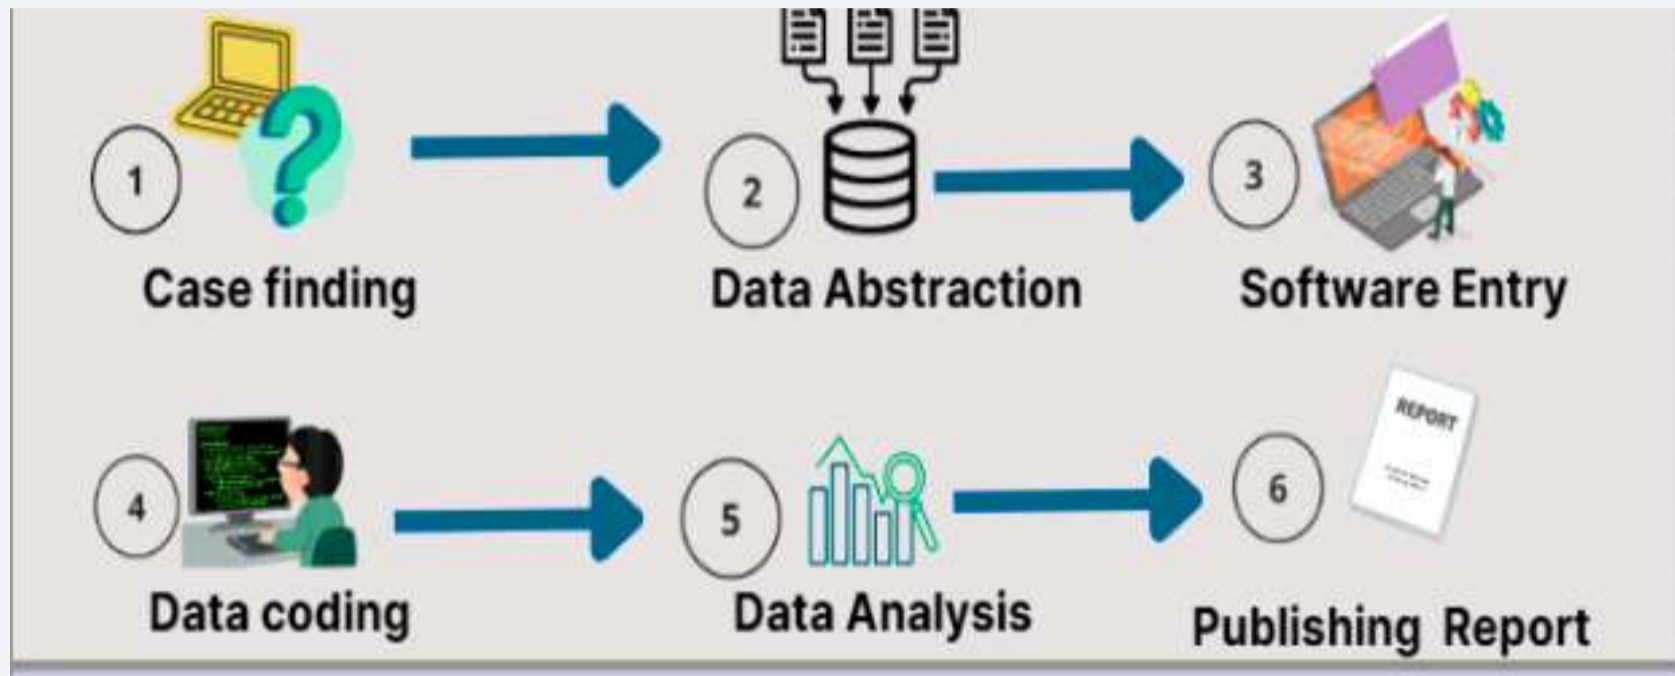 1
2
3
Case finding
Data Abstraction
Software Entry
4
5
6
REPORT
Data coding
Data Analysis
Publishing Report